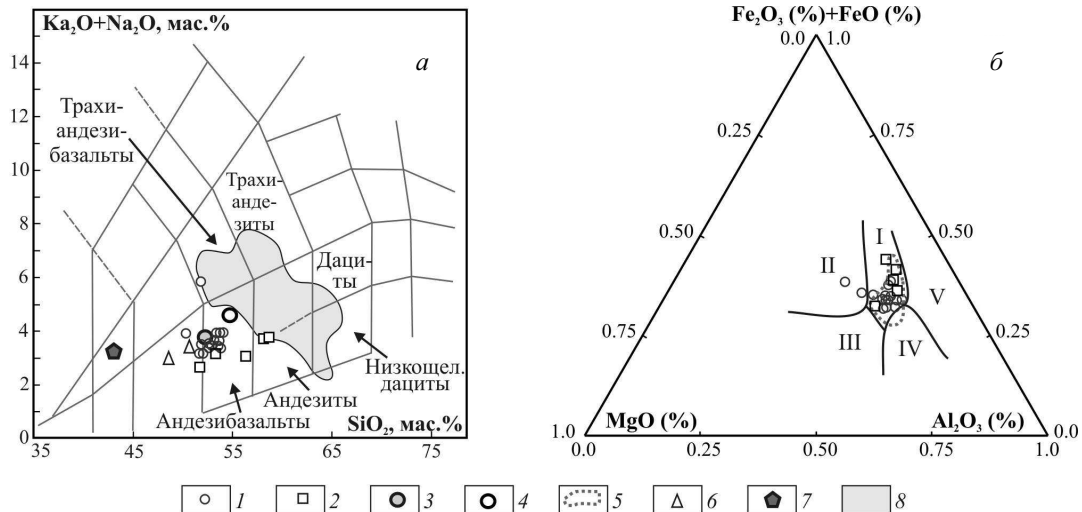 Ka₂O+Na₂O, мас.%
а
14
12
10
8
6
4
2
0
35
45
55
65
75
SiO₂, мас.%
Трахи-
андези-
базальты
Трахи-
анде-
зиты
Даци-
ты
Низкощел.
дациты
Андезиты
Андезибазальты
Fe₂O₃ (%)+FeO (%)
0.0 1.0
б
0.25 0.75
0.50 0.50
I
II
V
0.75 III IV 0.25
MgO (%) Al₂O₃ (%)
1.0 0.0
0.0 0.25 0.50 0.75 1.0
1 2 3 4 5 6 7 8